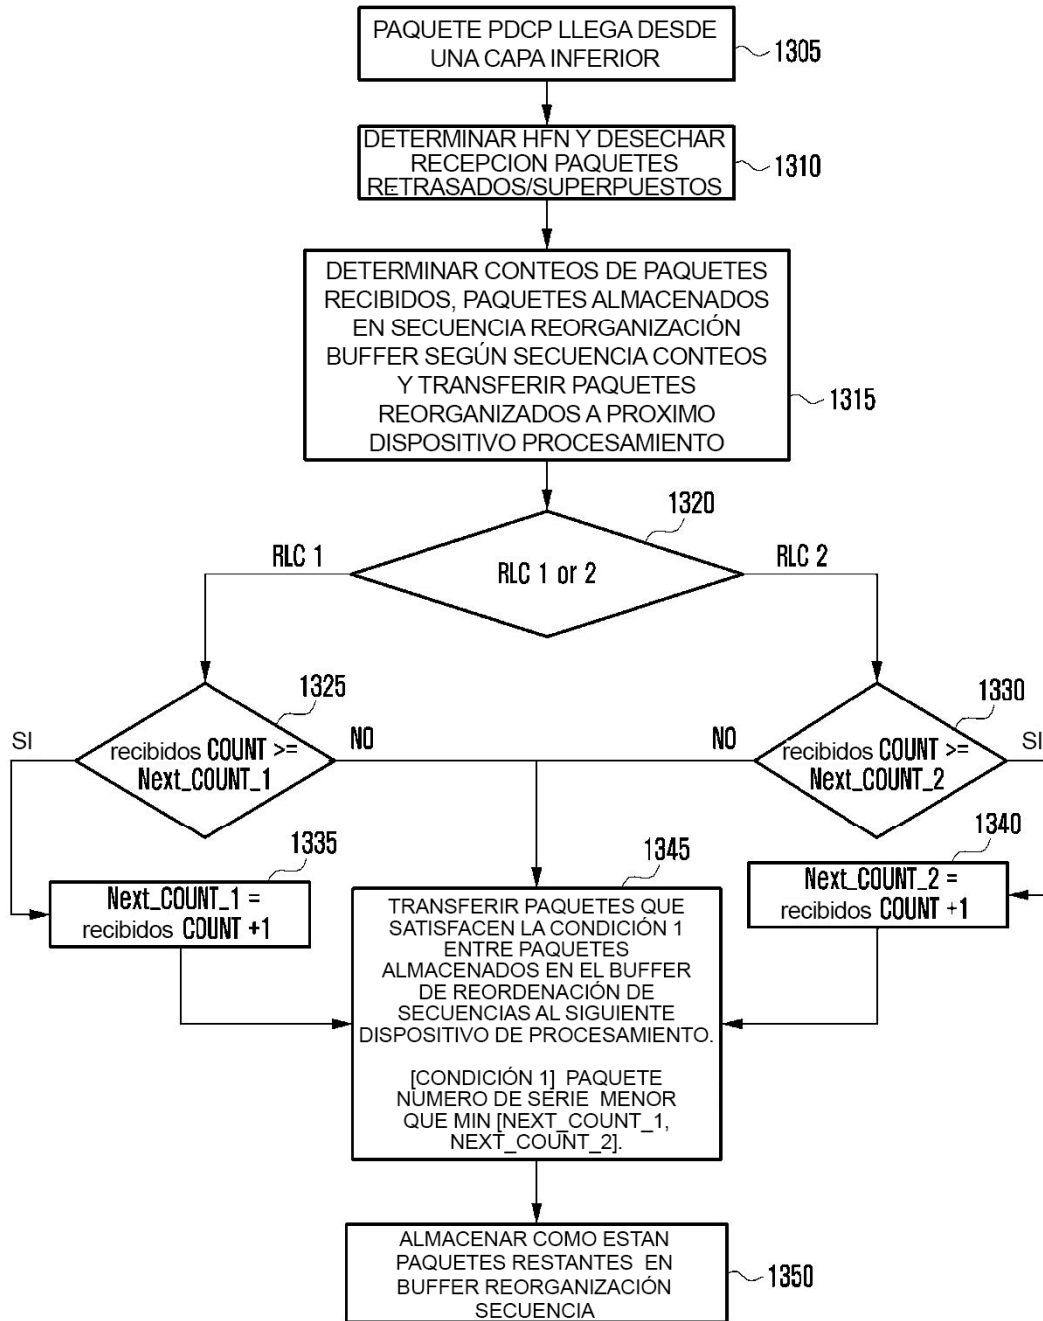 PAQUETE PDCP LLEGA DESDE
UNA CAPA INFERIOR
1305
DETERMINAR HFN Y DESECHAR
RECEPCION PAQUETES
RETRASADOS/SUPERPUESTOS
1310
DETERMINAR CONTEOS DE PAQUETES
RECIBIDOS, PAQUETES ALMACENADOS
EN SECUENCIA REORGANIZACIÓN
BUFFER SEGÚN SECUENCIA CONTEOS
Y TRANSFERIR PAQUETES
REORGANIZADOS A PROXIMO
DISPOSITIVO PROCESAMIENTO
1315
1320
RLC 1
RLC 1 or 2
RLC 2
1325
SI
recibidos COUNT >=
Next_COUNT_1
NO
1330
NO
recibidos COUNT >=
Next_COUNT_2
SI
1335
Next_COUNT_1 =
recibidos COUNT +1
1340
Next_COUNT_2 =
recibidos COUNT +1
1345
TRANSFERIR PAQUETES QUE
SATISFACEN LA CONDICIÓN 1
ENTRE PAQUETES
ALMACENADOS EN EL BUFFER
DE REORDENACIÓN DE
SECUENCIAS AL SIGUIENTE
DISPOSITIVO DE PROCESAMIENTO.
[CONDICIÓN 1] PAQUETE
NUMERO DE SERIE MENOR
QUE MIN [NEXT_COUNT_1,
NEXT_COUNT_2].
ALMACENAR COMO ESTAN
PAQUETES RESTANTES EN
BUFFER REORGANIZACIÓN
SECUENCIA
1350